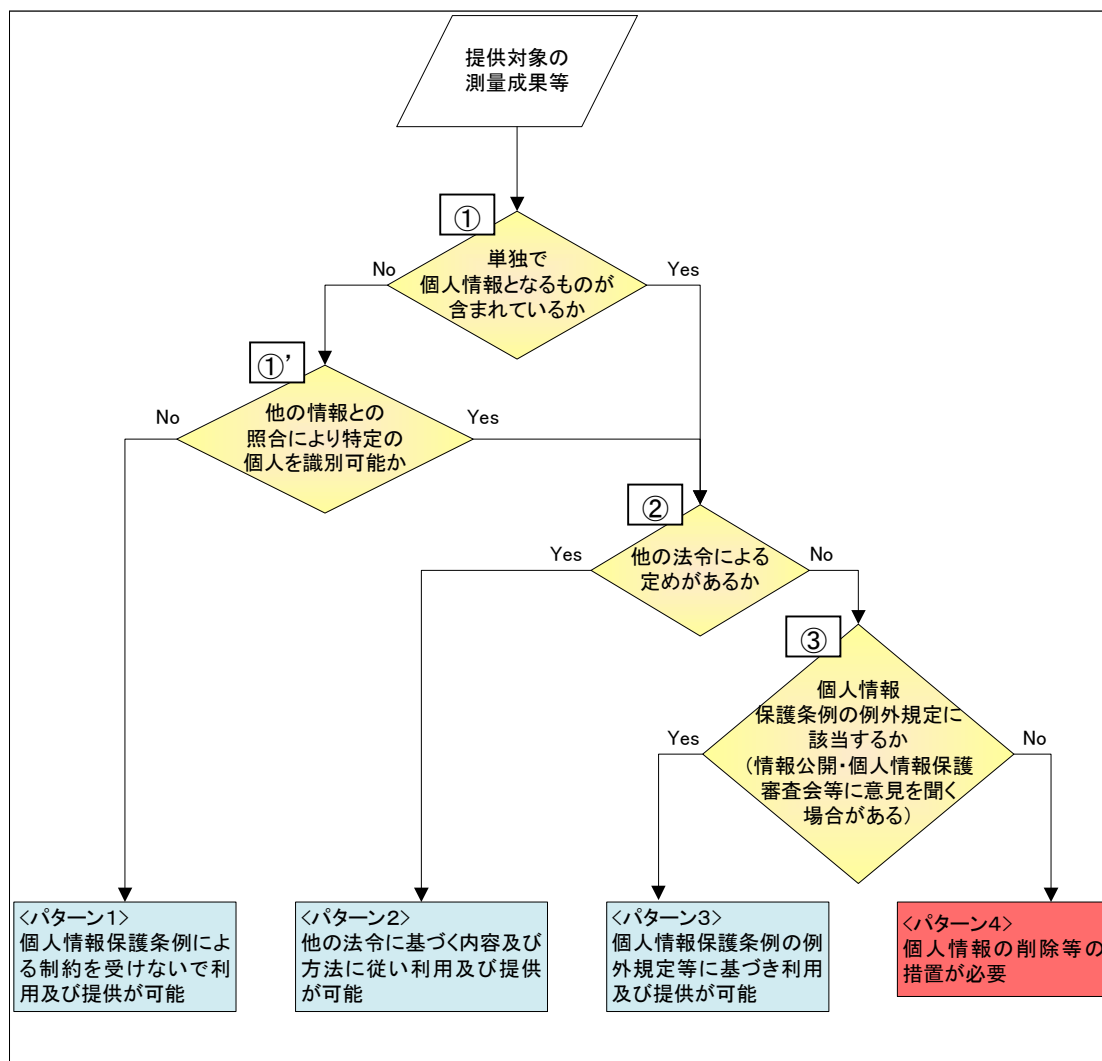 提供対象の
測量成果等
①
単独で
個人情報となるものが
含まれているか
No
Yes
①’
他の情報との
照合により特定の
個人を識別可能か
No
Yes
②
他の法令による
定めがあるか
Yes
No
③
個人情報
保護条例の例外規定に
該当するか
(情報公開・個人情報保護
審査会等に意見を聞く
場合がある)
Yes
No
<パターン1>
個人情報保護条例によ
る制約を受けないで利
用及び提供が可能
<パターン2>
他の法令に基づく内容及び
方法に従い利用及び提供
が可能
<パターン3>
個人情報保護条例の例
外規定等に基づき利用
及び提供が可能
<パターン4>
個人情報の削除等の
措置が必要